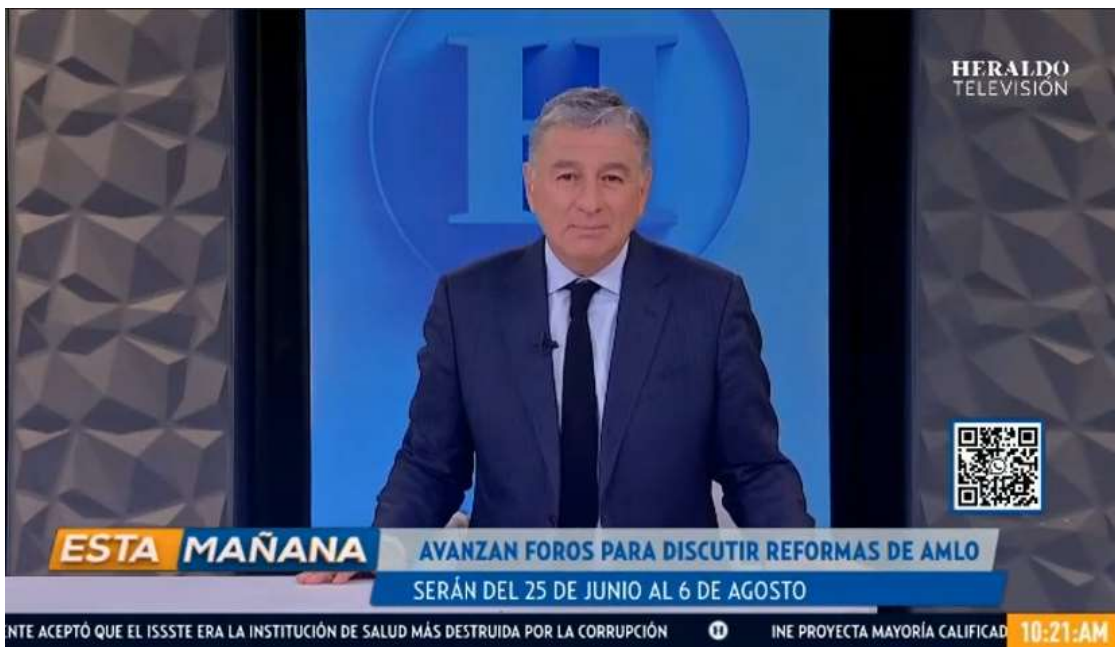 HERALDO
TELEVISIÓN
ESTA MAÑANA
AVANZAN FOROS PARA DISCUTIR REFORMAS DE AMLO
SERÁN DEL 25 DE JUNIO AL 6 DE AGOSTO
NTE ACEPTÓ QUE EL ISSSTE ERA LA INSTITUCIÓN DE SALUD MÁS DESTRUIDA POR LA CORRUPCIÓN H INE PROYECTA MAYORÍA CALIFICAD
10:21:AM